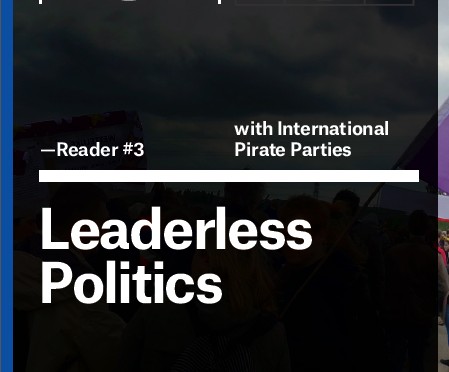 —Reader #3
with International
Pirate Parties
Leaderless
Politics